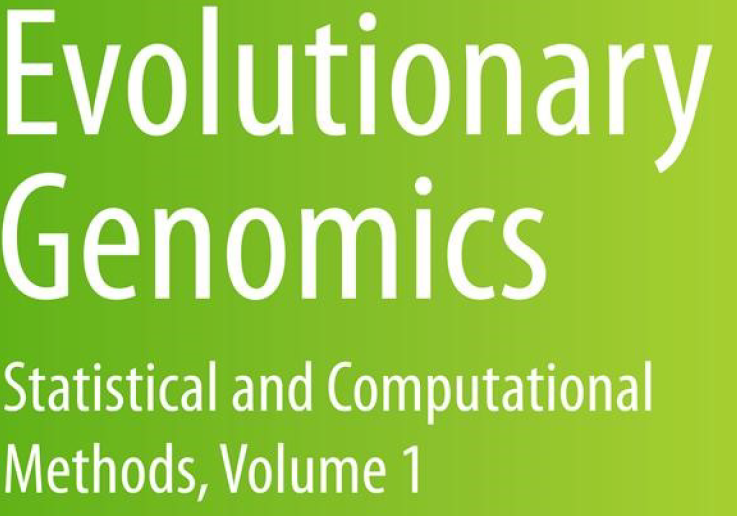 Evolutionary
Genomics
Statistical and Computational
Methods, Volume 1